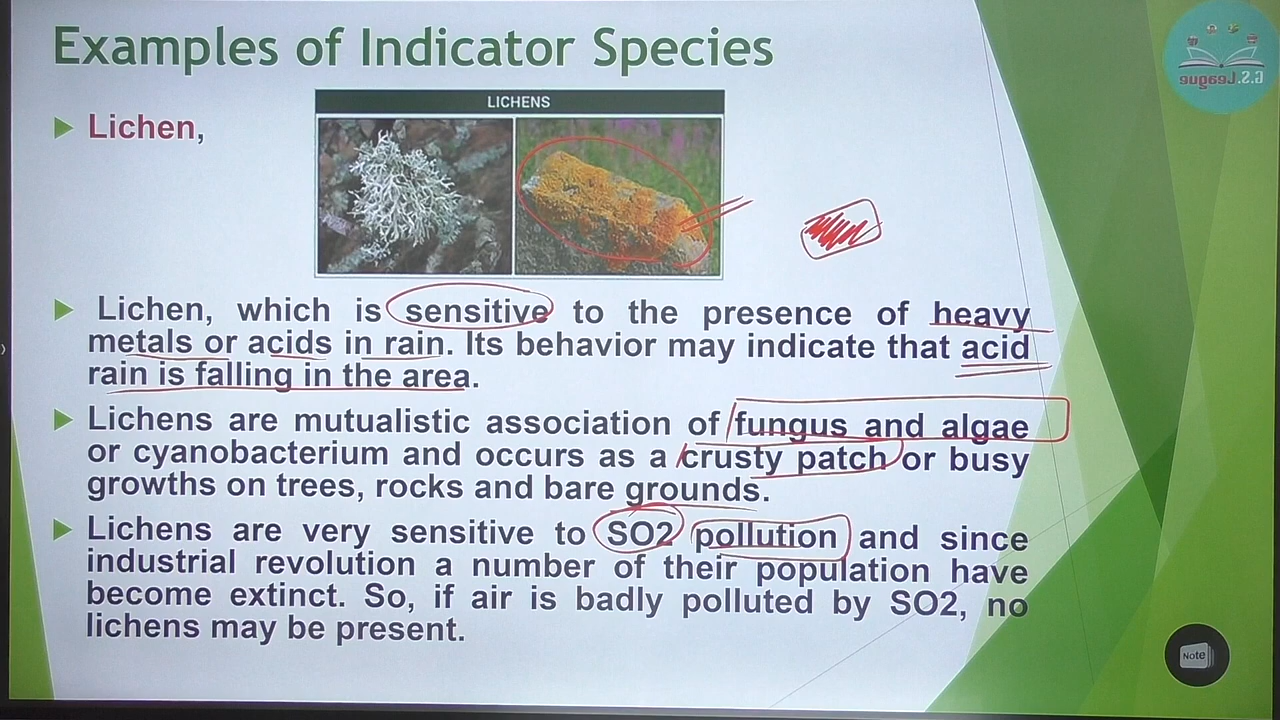 Examples of Indicator Species
LICHENS
Lichen,
Lichen, which is sensitive to the presence of heavy
metals or acids in rain. Its behavior may indicate that acid
rain is falling in the area.
Lichens are mutualistic association of fungus and algae
or cyanobacterium and occurs as a crusty patch or busy
growths on trees, rocks and bare grounds.
Lichens are very sensitive to SO2 pollution and since
industrial revolution a number of their population have
become extinct. So, if air is badly polluted by SO2, no
lichens may be present.
G.S.League
Note